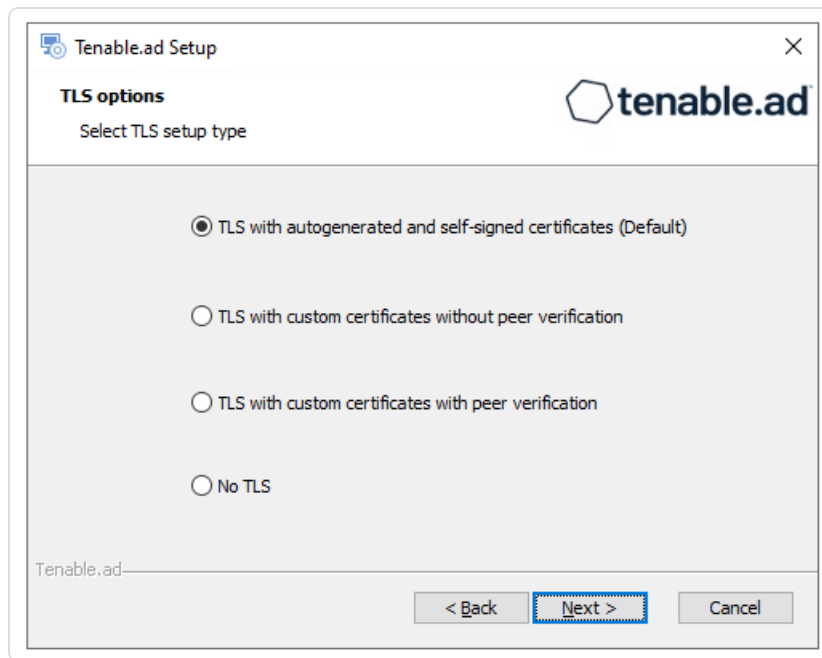 Tenable.ad Setup
TLS options
tenable.ad
Select TLS setup type
TLS with autogenerated and self-signed certificates (Default)
TLS with custom certificates without peer verification
TLS with custom certificates with peer verification
No TLS
Tenable.ad
< Back
Next >
Cancel